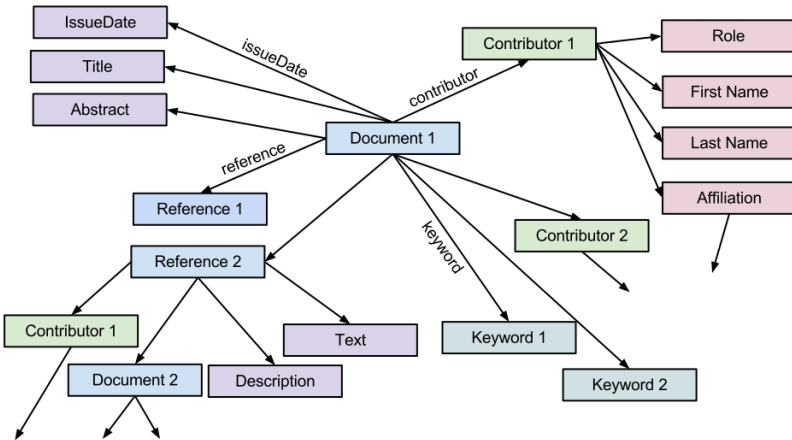 IssueDate
Title
Abstract
issueDate
contributor
Contributor 1
Role
First Name
Last Name
Affiliation
Document 1
reference
Reference 1
Reference 2
keyword
Contributor 2
Contributor 1
Text
Keyword 1
Document 2
Description
Keyword 2